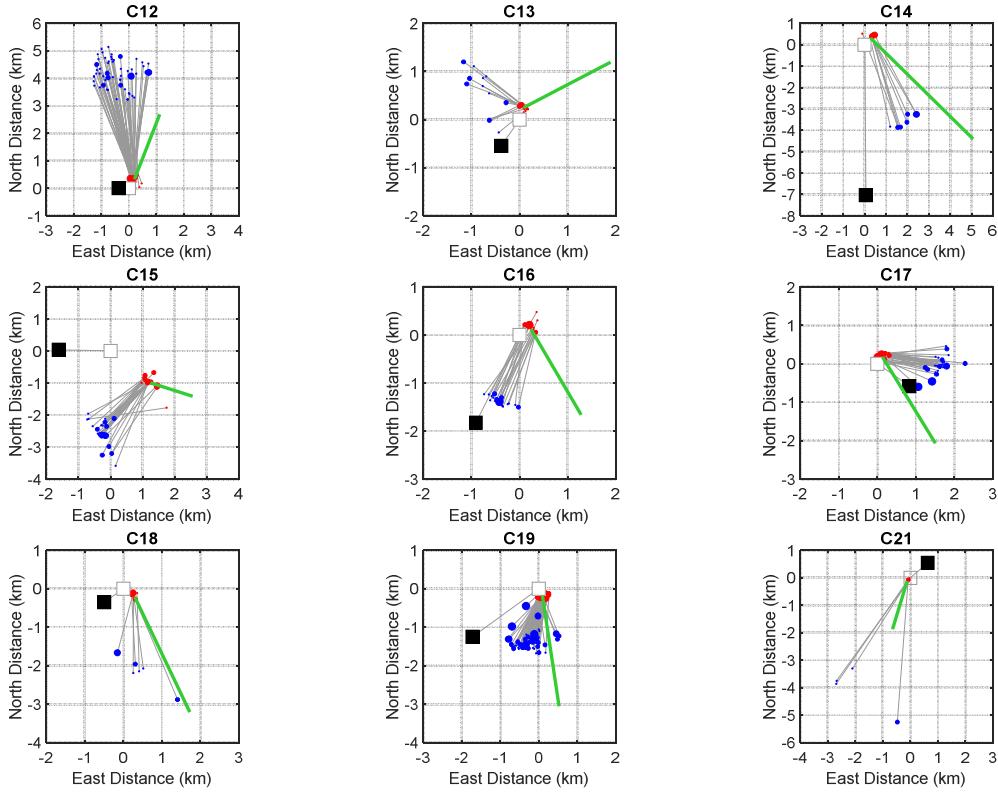 C12
6
5
4
3
2
1
0
-1
-3 -2 -1 0 1 2 3 4
North Distance (km)
East Distance (km)
C13
2
1
0
-1
-2
-2 -1 0 1 2
North Distance (km)
East Distance (km)
C14
1
0
-1
-2
-3
-4
-5
-6
-7
-8
-3 -2 -1 0 1 2 3 4 5 6
North Distance (km)
East Distance (km)
C15
2
1
0
-1
-2
-3
-4
-2 -1 0 1 2 3 4
North Distance (km)
East Distance (km)
C16
1
0
-1
-2
-3
-2 -1 0 1 2
North Distance (km)
East Distance (km)
C17
2
1
0
-1
-2
-3
-2 -1 0 1 2 3
North Distance (km)
East Distance (km)
C18
1
0
-1
-2
-3
-4
-2 -1 0 1 2 3
North Distance (km)
East Distance (km)
C19
1
0
-1
-2
-3
-4
-3 -2 -1 0 1 2
North Distance (km)
East Distance (km)
C21
1
0
-1
-2
-3
-4
-5
-6
-4 -3 -2 -1 0 1 2 3
North Distance (km)
East Distance (km)